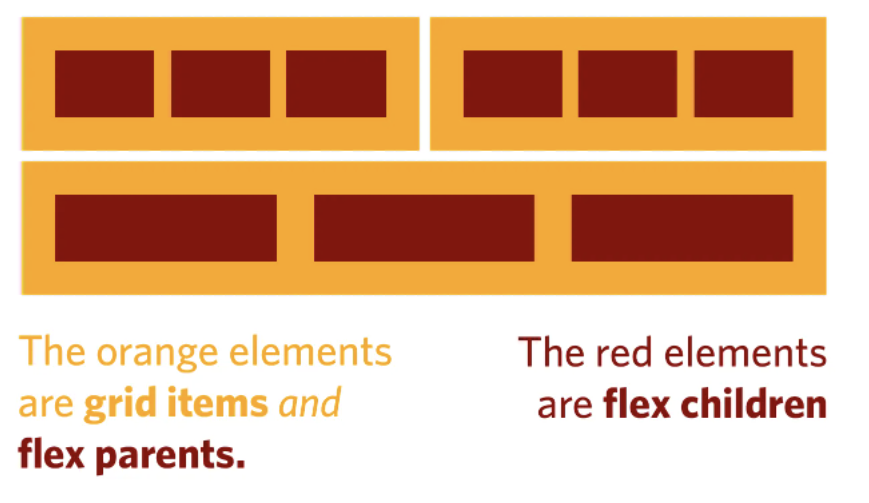 The orange elements
are grid items and
flex parents.
The red elements
are flex children